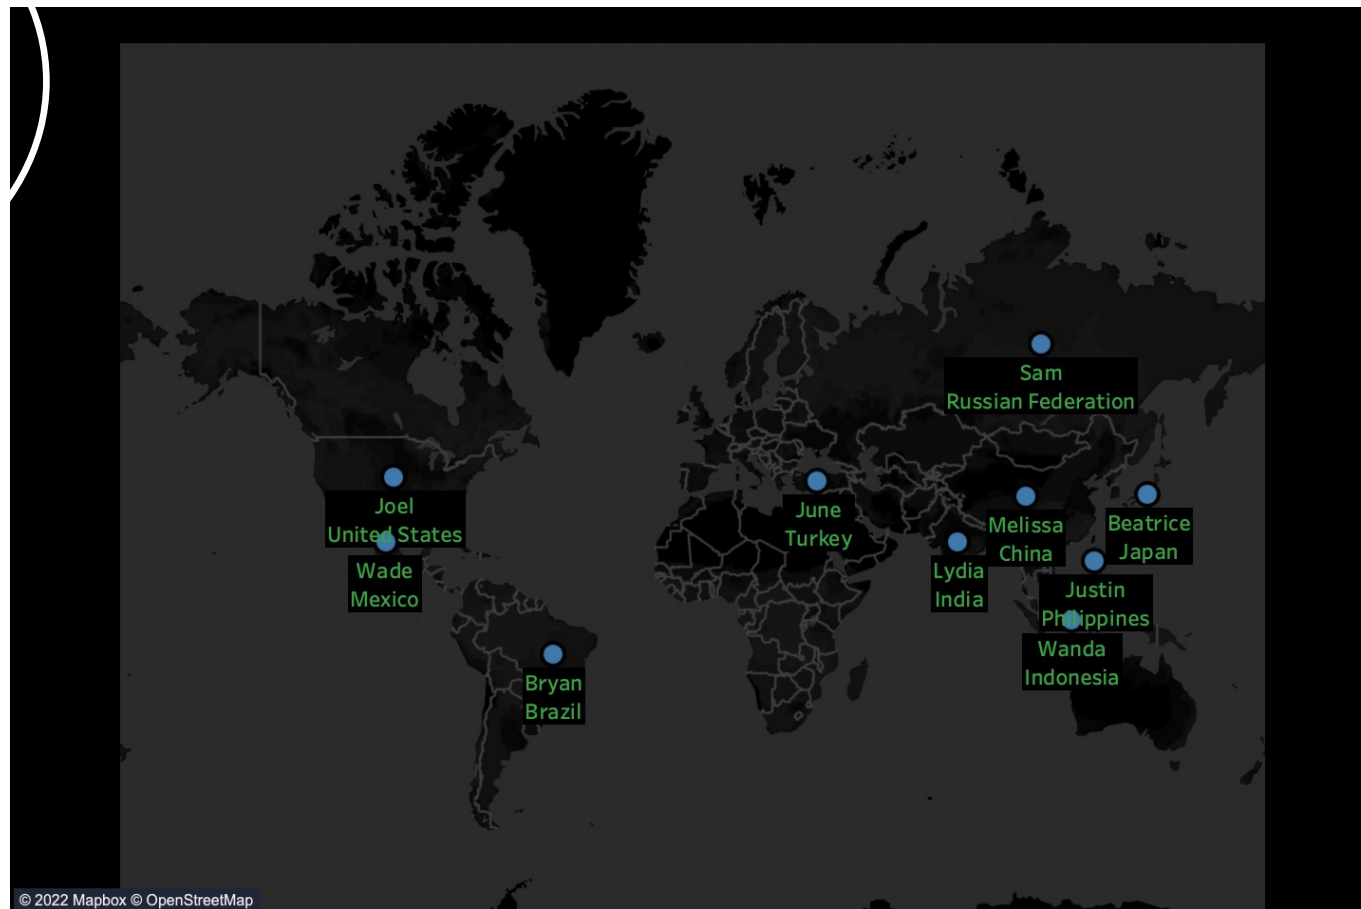 Sam
Russian Federation
Joel
United States
June
Turkey
Melissa
China
Beatrice
Japan
Wade
Mexico
Lydia
India
Justin
Philippines
Wanda
Indonesia
Bryan
Brazil
© 2022 Mapbox © OpenStreetMap